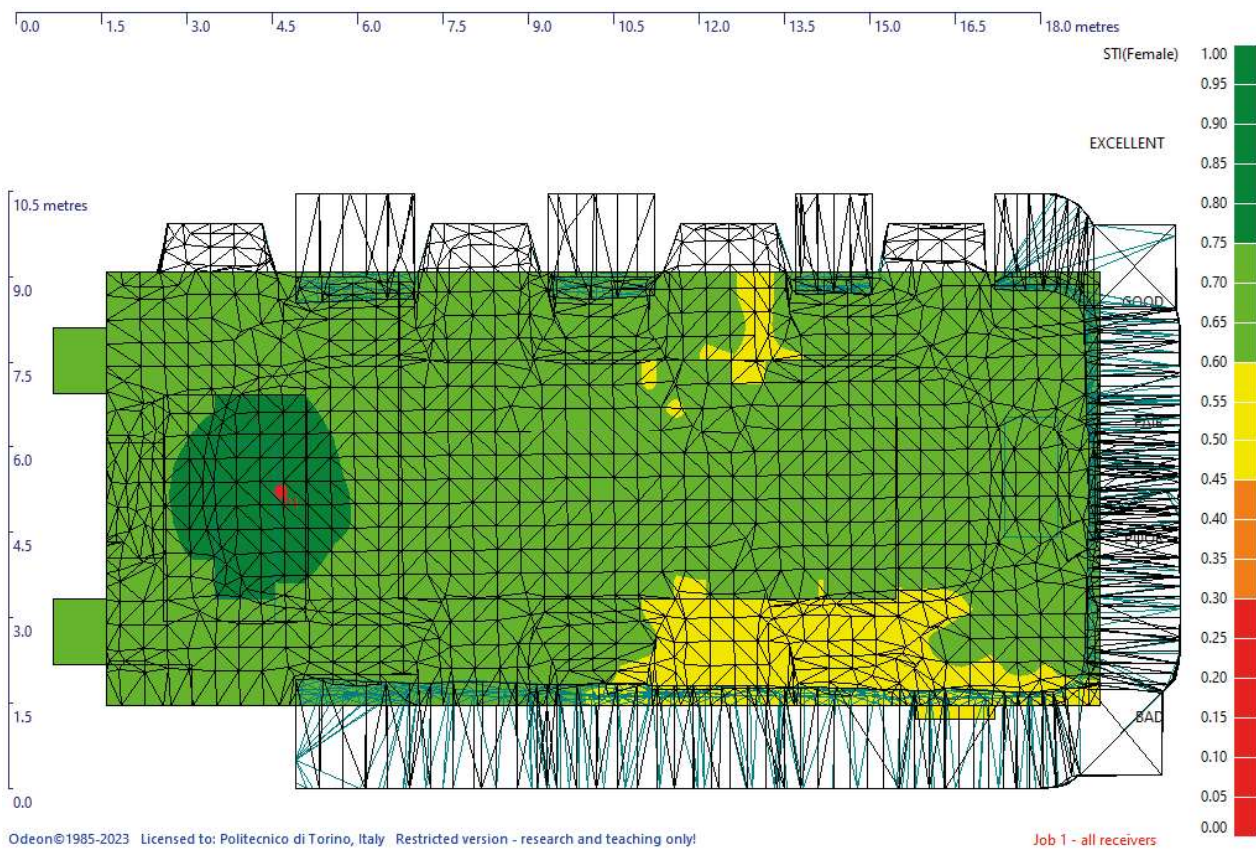 0.0 1.5 3.0 4.5 6.0 7.5 9.0 10.5 12.0 13.5 15.0 16.5 18.0 metres
STI(Female)
1.00
0.95
0.90
EXCELLENT
0.85
0.80
10.5 metres
0.75
0.70
9.0
GOOD
0.65
0.60
7.5
0.55
FAIR
0.50
6.0
0.45
0.40
4.5
POOR
0.35
0.30
3.0
0.25
0.20
1.5
BAD
0.15
0.10
0.05
0.0
0.00
Odeon©1985-2023 Licensed to: Politecnico di Torino, Italy Restricted version - research and teaching only!
Job 1 - all receivers